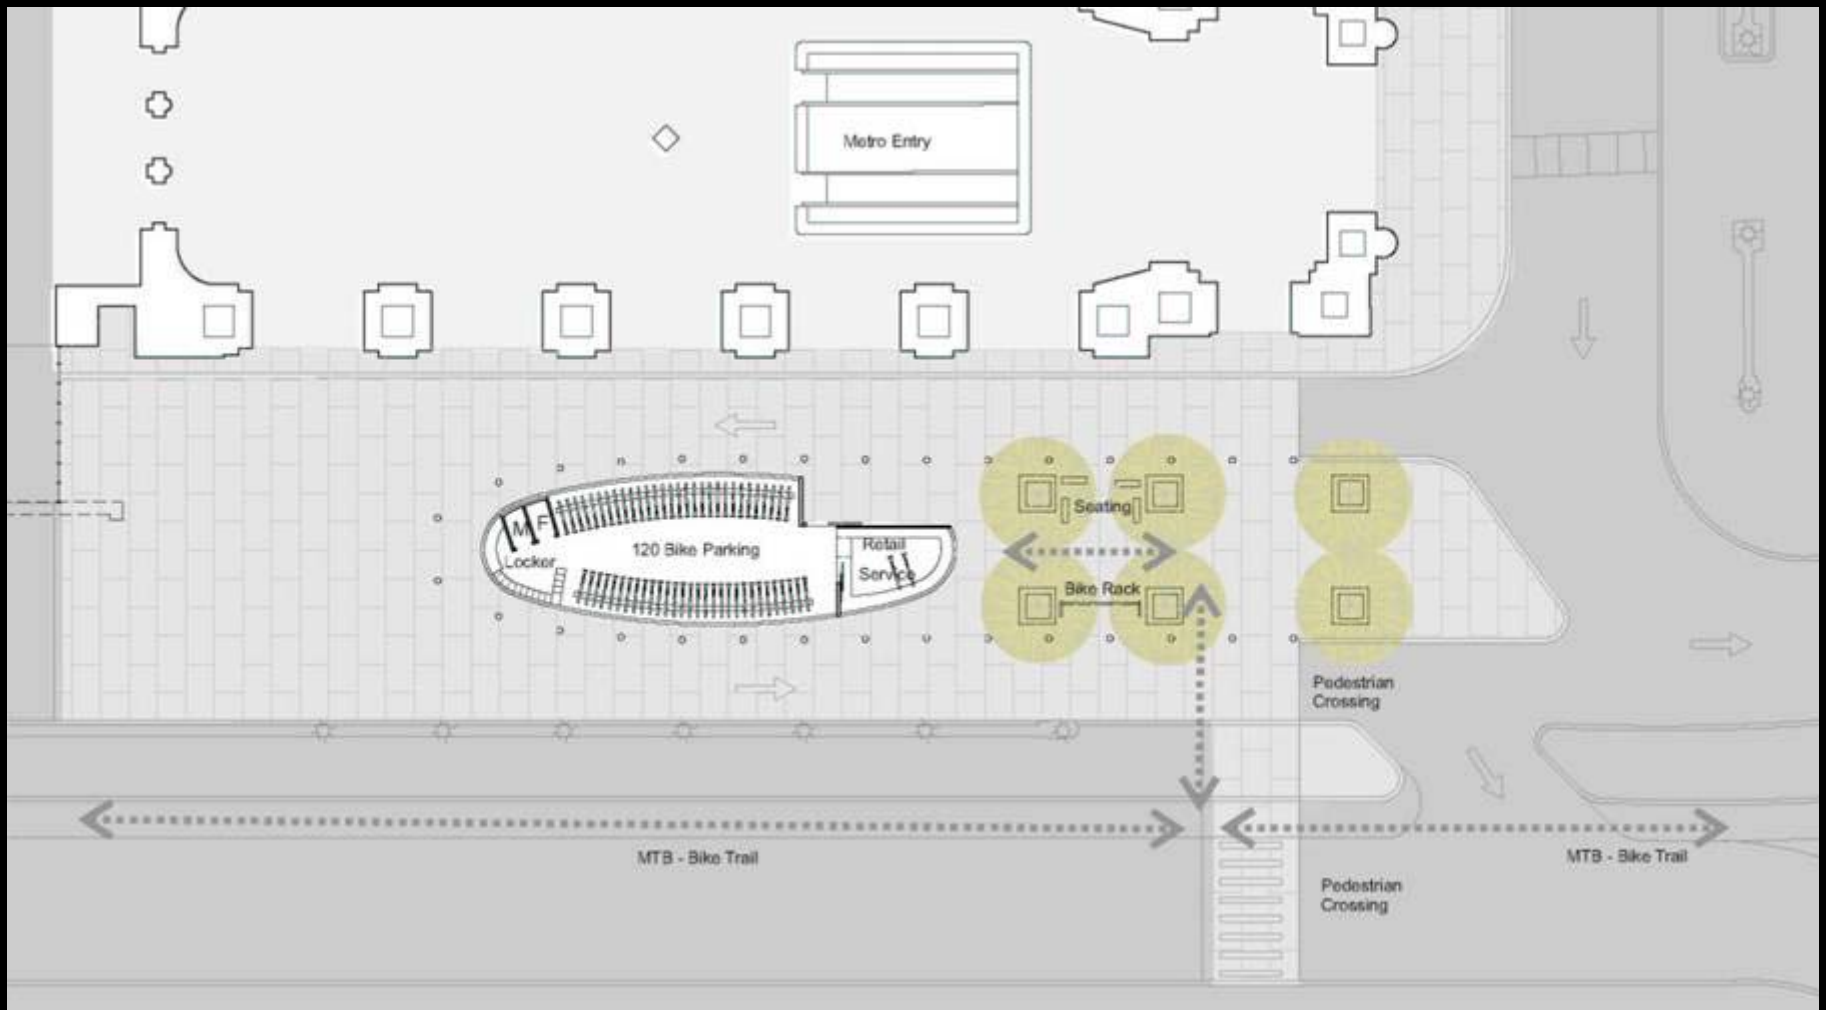 Metro Entry
Seating
M F
120 Bike Parking
Retail
Locker
Service
Bike Rack
Pedestrian
Crossing
MTB - Bike Trail
MTB - Bike Trail
Pedestrian
Crossing